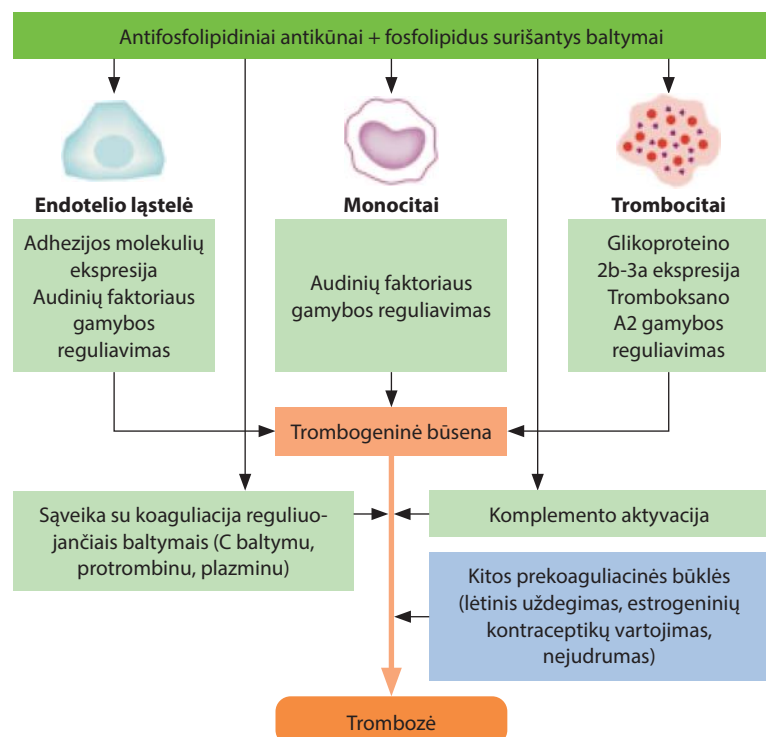 Antifosfolipidiniai antikūnai + fosfolipidus surišantys baltymai
Endotelio ląstelė
Adhezijos molekulių
ekspresija
Audinių faktoriaus
gamybos
reguliavimas
Monocitai
Audinių faktoriaus
gamybos reguliavimas
Trombocitai
Glikoproteino
2b-3a ekspresija
Tromboksano
A2 gamybos
reguliavimas
Trombogeninė būsena
Sąveika su koaguliacija reguliuo-
jančiais baltymais (C baltymu,
protrombinu, plazminu)
Komplemento aktyvacija
Kitos prekoaguliacinės būklės
(lėtinis uždegimas, estrogeninių
kontraceptikų vartojimas,
nejudrumas)
Trombozė